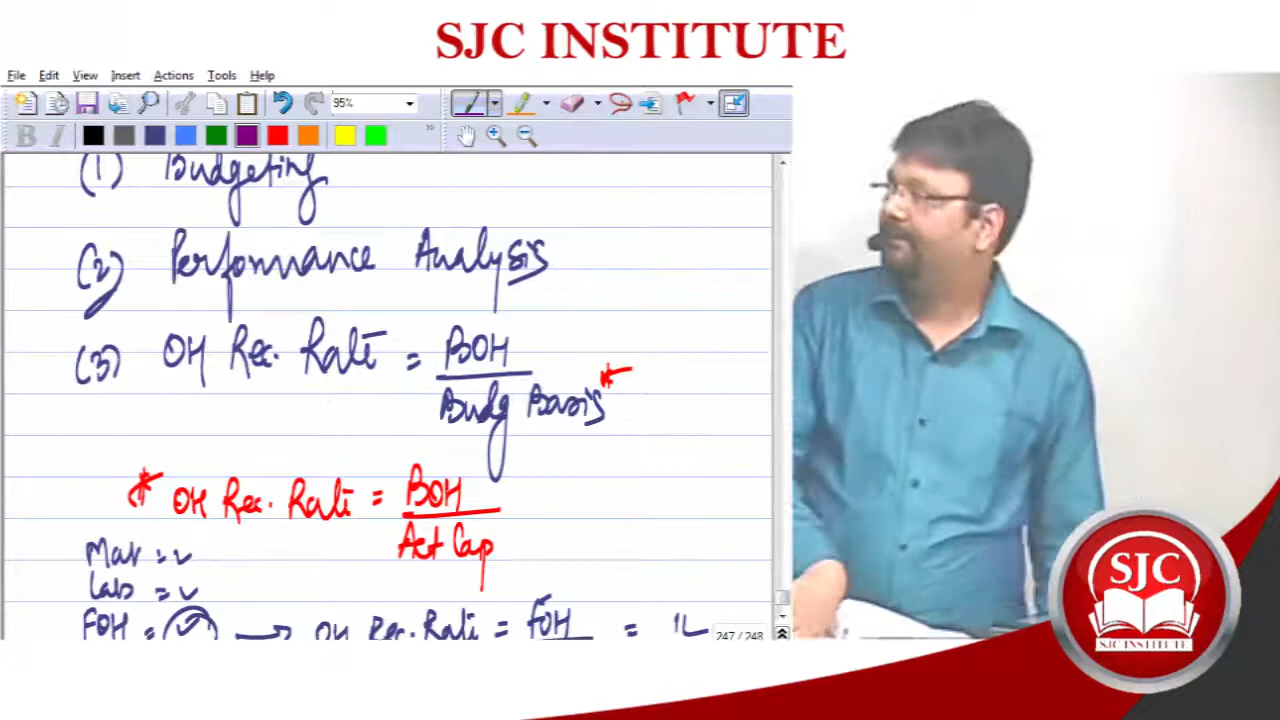 SJC INSTITUTE
File Edit View Insert Actions Tools Help
95%
B I
(1) Budgeting
(2) Performance Analysis
(3) OH Rec. Rate = BOH / Budg Basis*
* OH Rec. Rate = BOH / Act Cap
Mat = ✓
Lab = ✓
FOH = ✓ → OH Rec. Rate = FOH =
247 / 248
SJC
SJC INSTITUTE